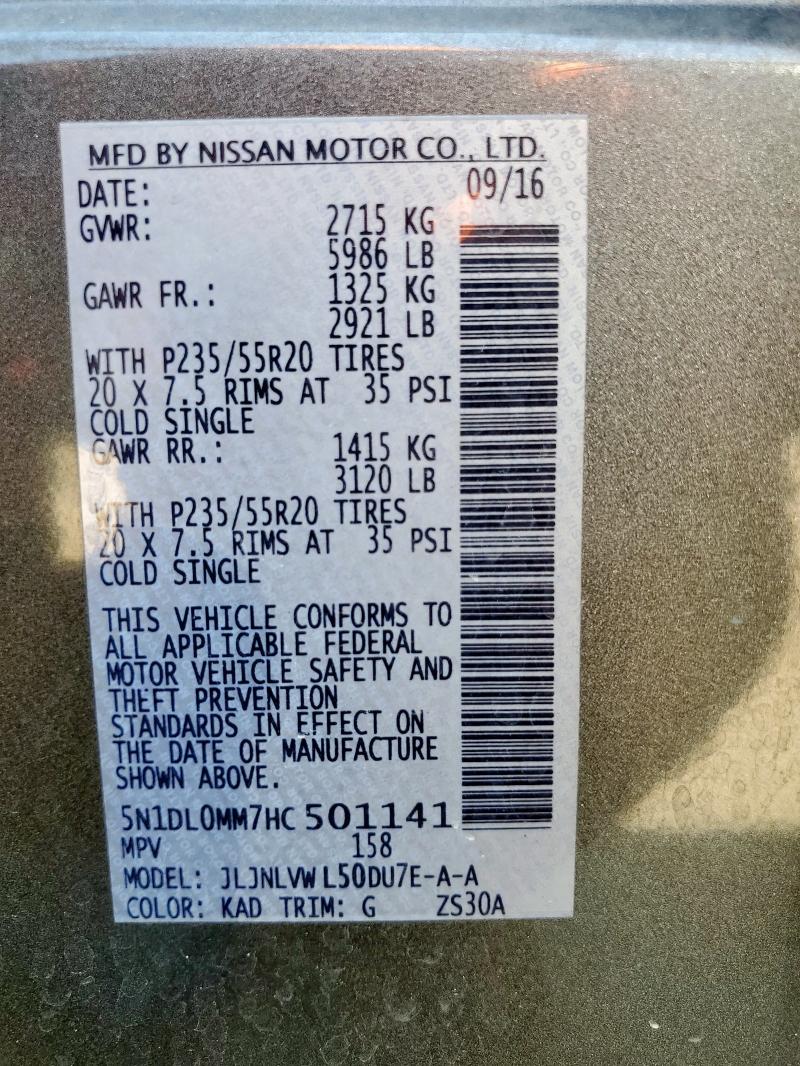 MFD BY NISSAN MOTOR CO., LTD.
DATE: 09/16
GVWR: 2715 KG
5986 LB
GAWR FR.: 1325 KG
2921 LB
WITH P235/55R20 TIRES
20 X 7.5 RIMS AT 35 PSI
COLD SINGLE
GAWR RR.: 1415 KG
3120 LB
WITH P235/55R20 TIRES
20 X 7.5 RIMS AT 35 PSI
COLD SINGLE
THIS VEHICLE CONFORMS TO
ALL APPLICABLE FEDERAL
MOTOR VEHICLE SAFETY AND
THEFT PREVENTION
STANDARDS IN EFFECT ON
THE DATE OF MANUFACTURE
SHOWN ABOVE.
5N1DL0MM7HC 501141
MPV 158
MODEL: JLJNLVW L50DU7E-A-A
COLOR: KAD TRIM: G ZS30A